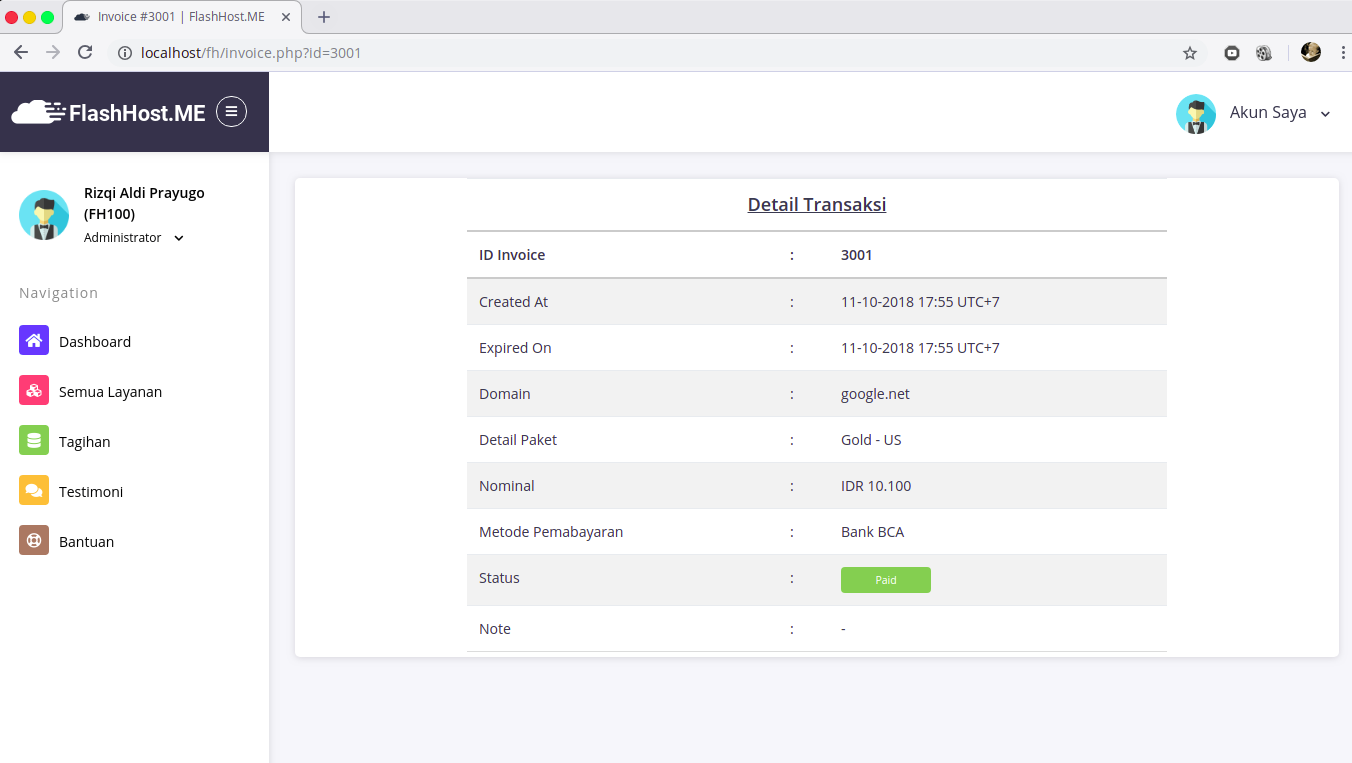 Invoice #3001 | FlashHost.ME
localhost/fh/invoice.php?id=3001
FlashHost.ME
Akun Saya
Rizqi Aldi Prayugo
(FH100)
Administrator
Navigation
Dashboard
Semua Layanan
Tagihan
Testimoni
Bantuan
Detail Transaksi
ID Invoice : 3001
Created At : 11-10-2018 17:55 UTC+7
Expired On : 11-10-2018 17:55 UTC+7
Domain : google.net
Detail Paket : Gold - US
Nominal : IDR 10.100
Metode Pemabayaran : Bank BCA
Status : Paid
Note : -